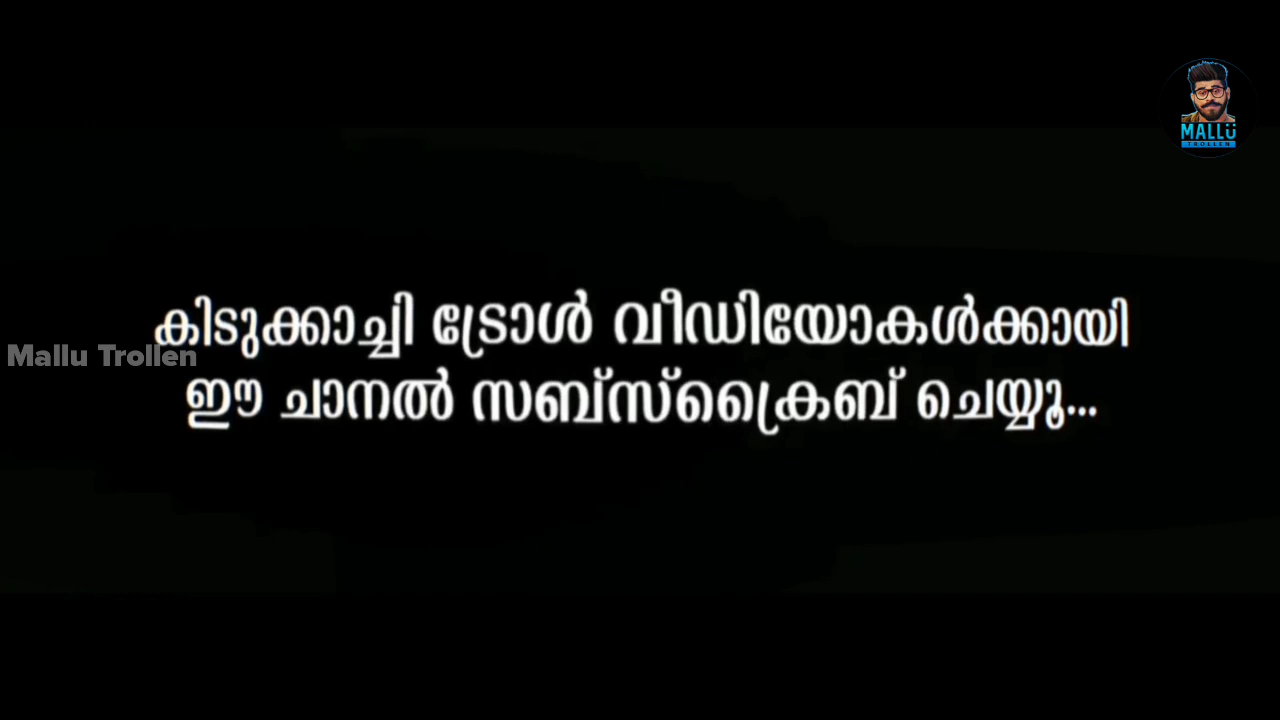 MALLU
TROLLEN
കിടുക്കാച്ചി ട്രോൾ വീഡിയോകൾക്കായി
Mallu Trollen
ഈ ചാനൽ സബ്സ്ക്രൈബ് ചെയ്യൂ...